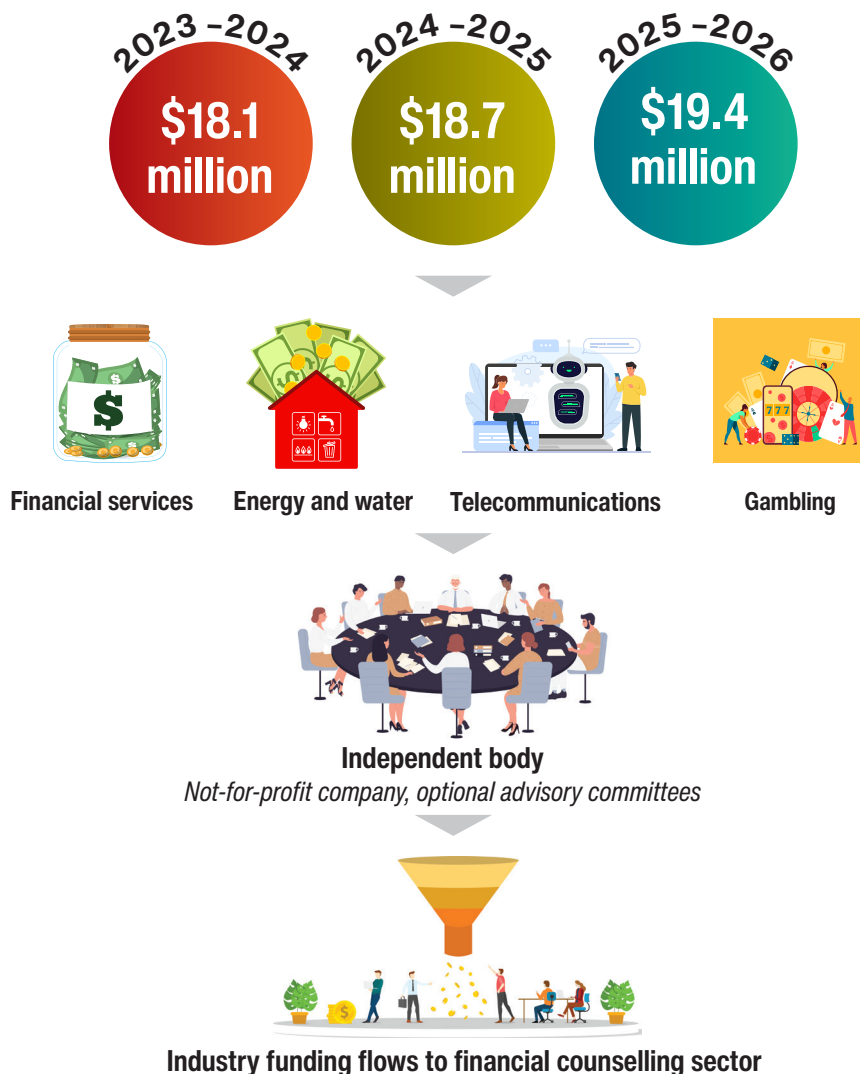 2023 –2024
2024 –2025
2025 –2026
$18.1
million
$18.7
million
$19.4
million
$
$
777
Financial services
Energy and water
Telecommunications
Gambling
Independent body
Not-for-profit company, optional advisory committees
$
Industry funding flows to financial counselling sector